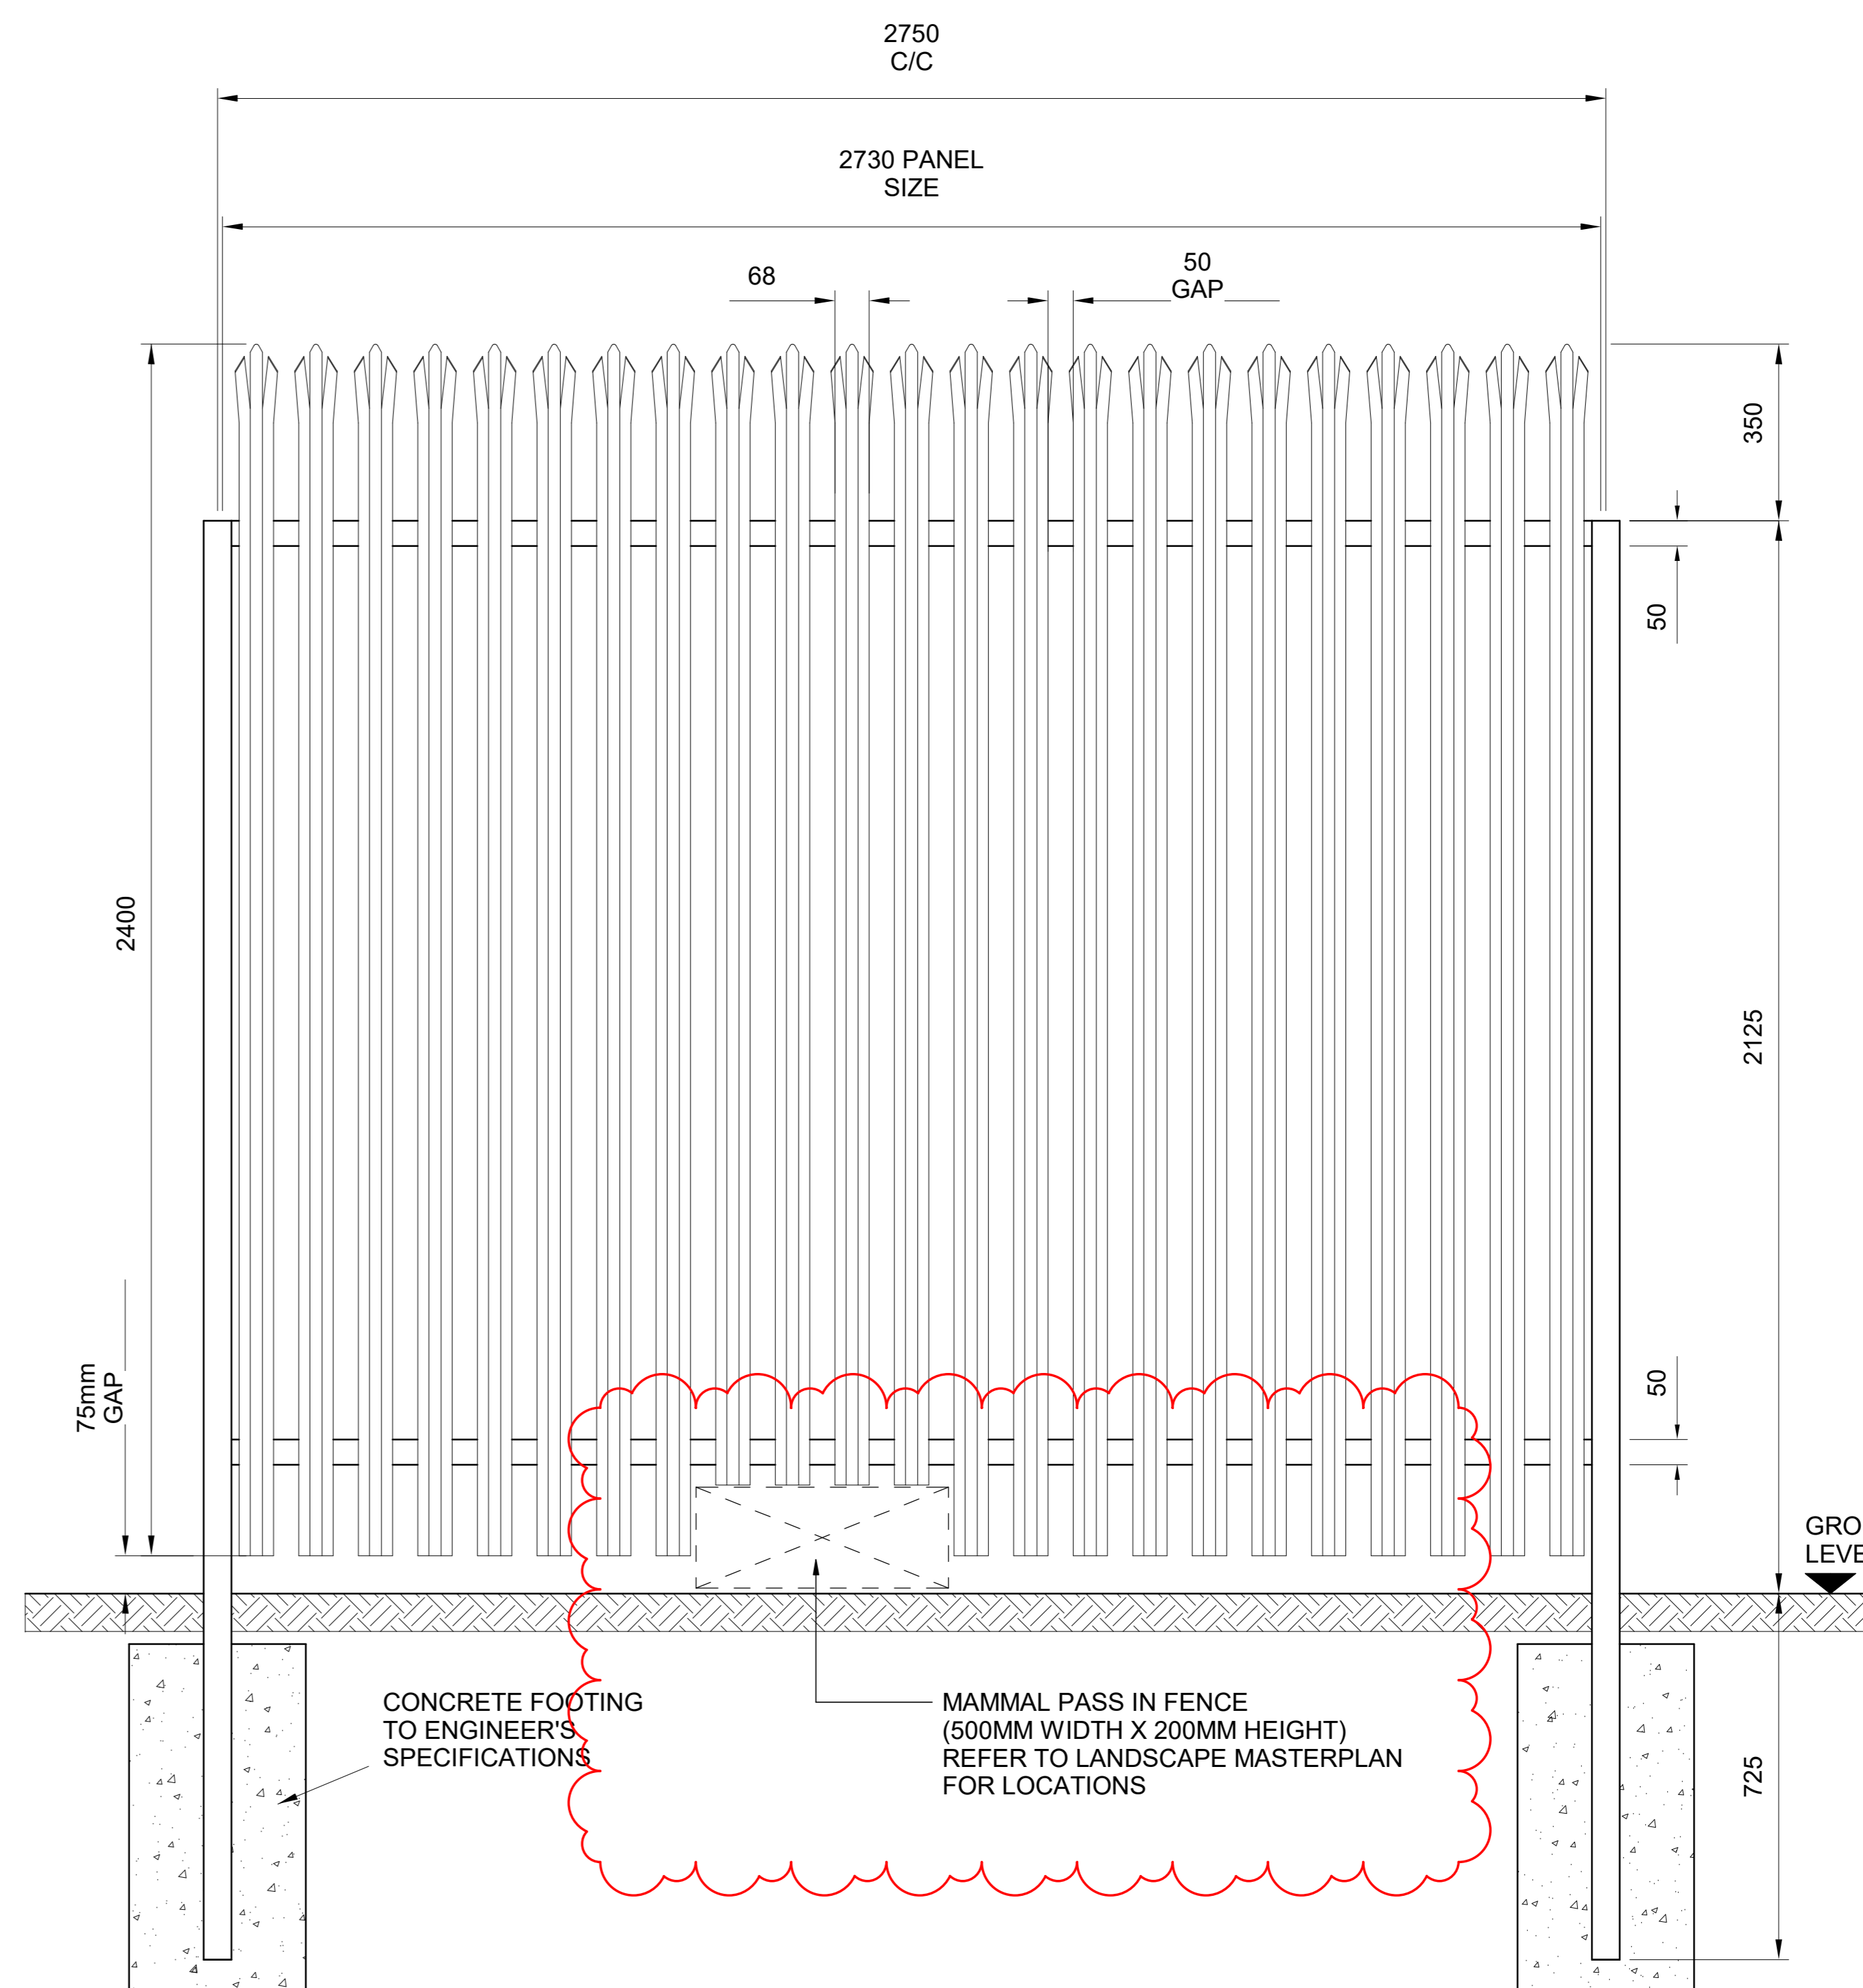 2750
C/C
2730 PANEL
SIZE
68
50
GAP
350
50
2400
2125
75mm
GAP
50
GRO
LEVE
CONCRETE FOOTING
TO ENGINEER'S
SPECIFICATIONS
MAMMAL PASS IN FENCE
(500MM WIDTH X 200MM HEIGHT)
REFER TO LANDSCAPE MASTERPLAN
FOR LOCATIONS
725